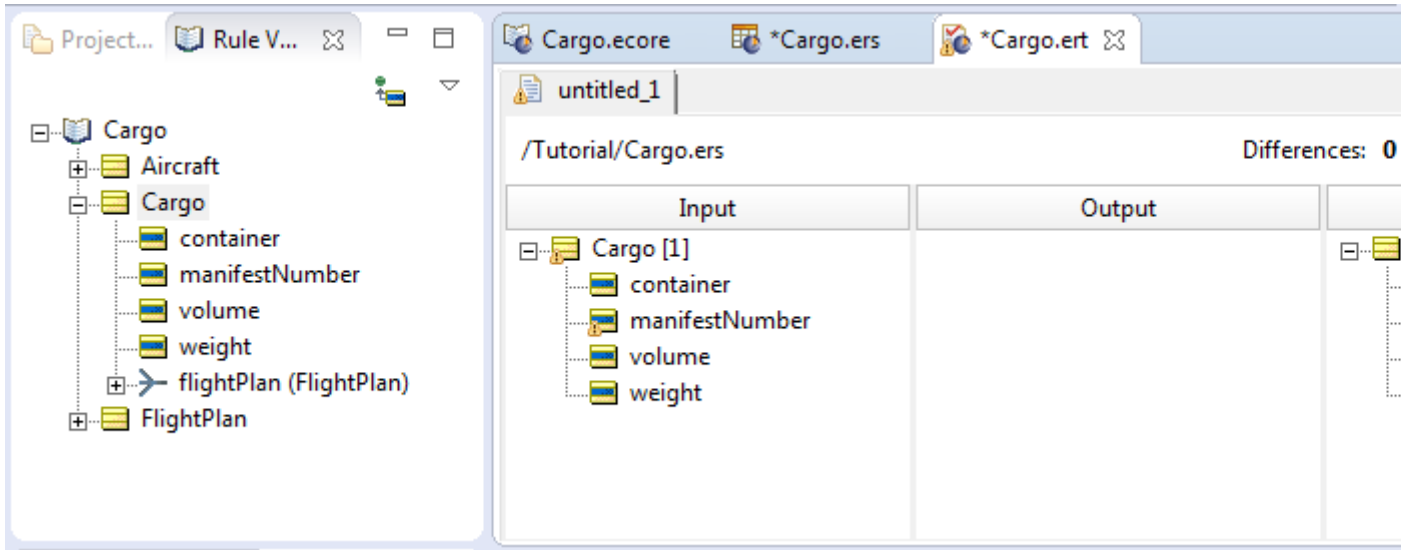 Project...
Rule V...
Cargo
Aircraft
Cargo
container
manifestNumber
volume
weight
flightPlan (FlightPlan)
FlightPlan
Cargo.ecore
*Cargo.ers
*Cargo.ert
untitled_1
/Tutorial/Cargo.ers
Differences: 0
Input
Output
Cargo [1]
container
manifestNumber
volume
weight